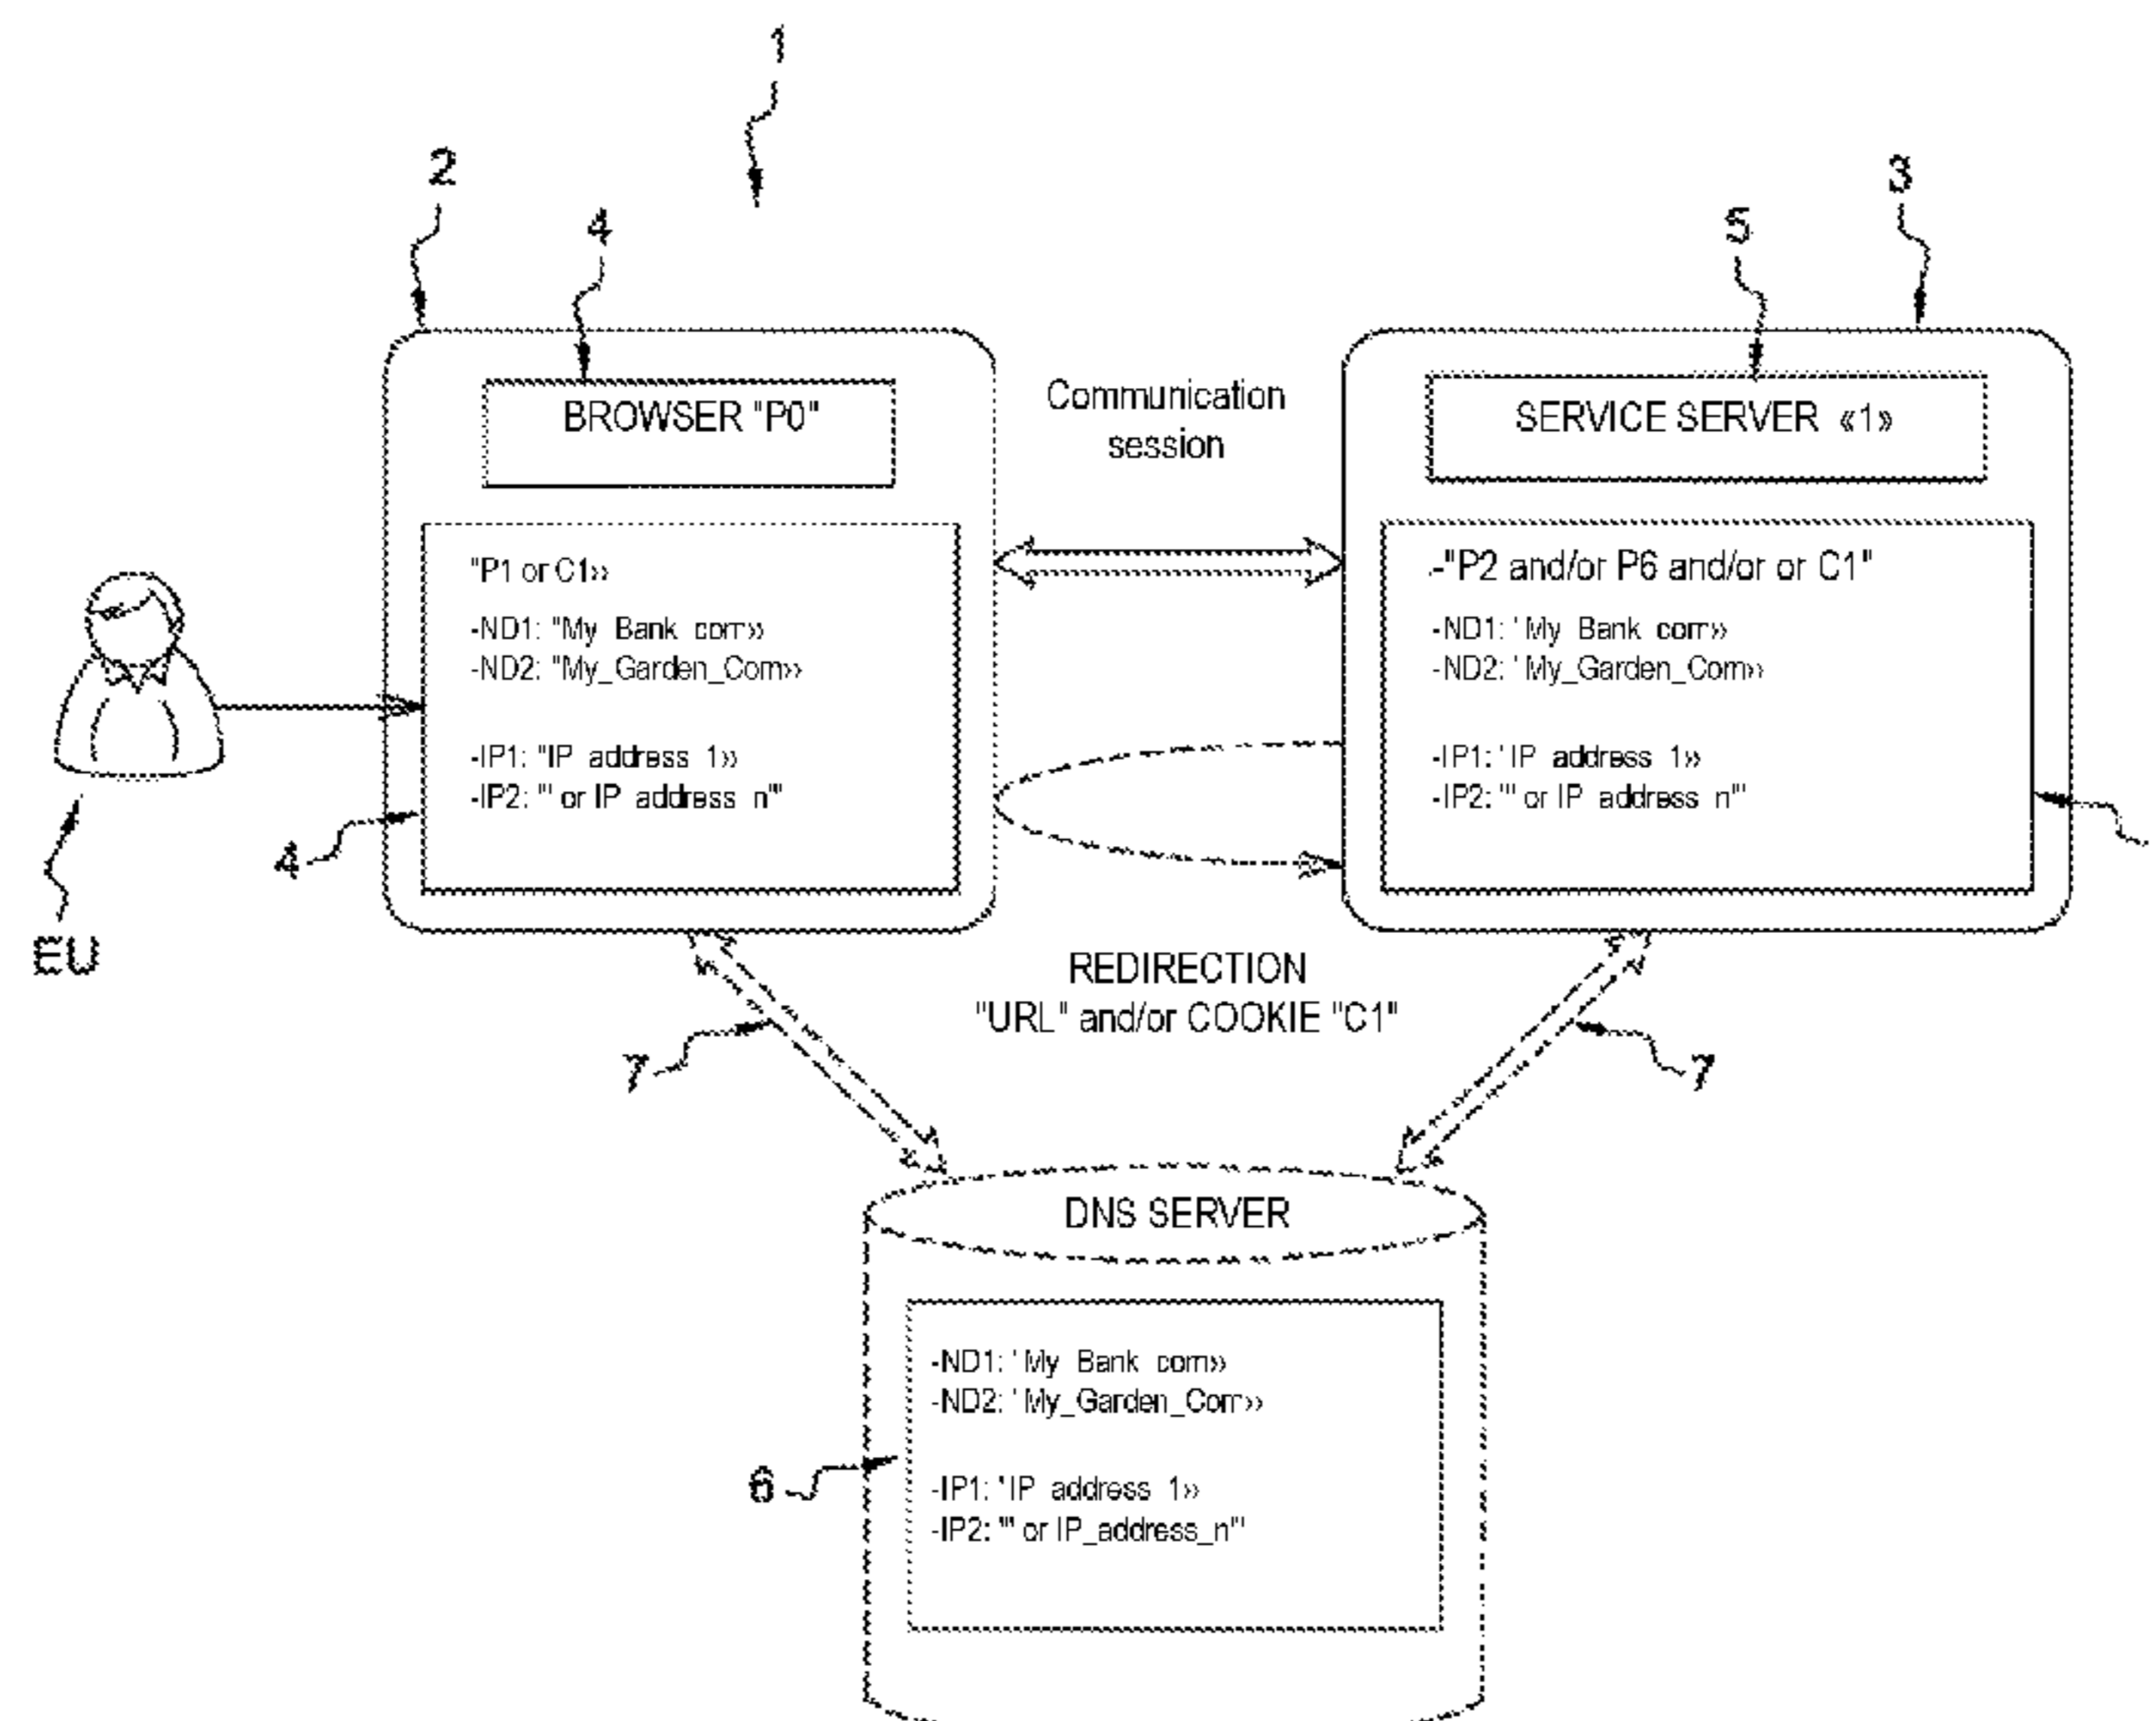 1
2
3
4
5
BROWSER "P0"
Communication
session
SERVICE SERVER «1»
"P1 or C1»
-ND1: "My_Bank_com»
-ND2: "My_Garden_Com»
-IP1: "IP_address_1»
-IP2: "' or IP_address_n"'
4
EU
-"P2 and/or P6 and/or or C1"
-ND1: 'My_Bank_com»
-ND2: 'My_Garden_Com»
-IP1: 'IP_address_1»
-IP2: "' or IP_address_n"'
REDIRECTION
"URL" and/or COOKIE "C1"
7
7
DNS SERVER
-ND1: 'My_Bank_com»
-ND2: 'My_Garden_Com»
-IP1: 'IP_address_1»
-IP2: "' or IP_address_n"'
6